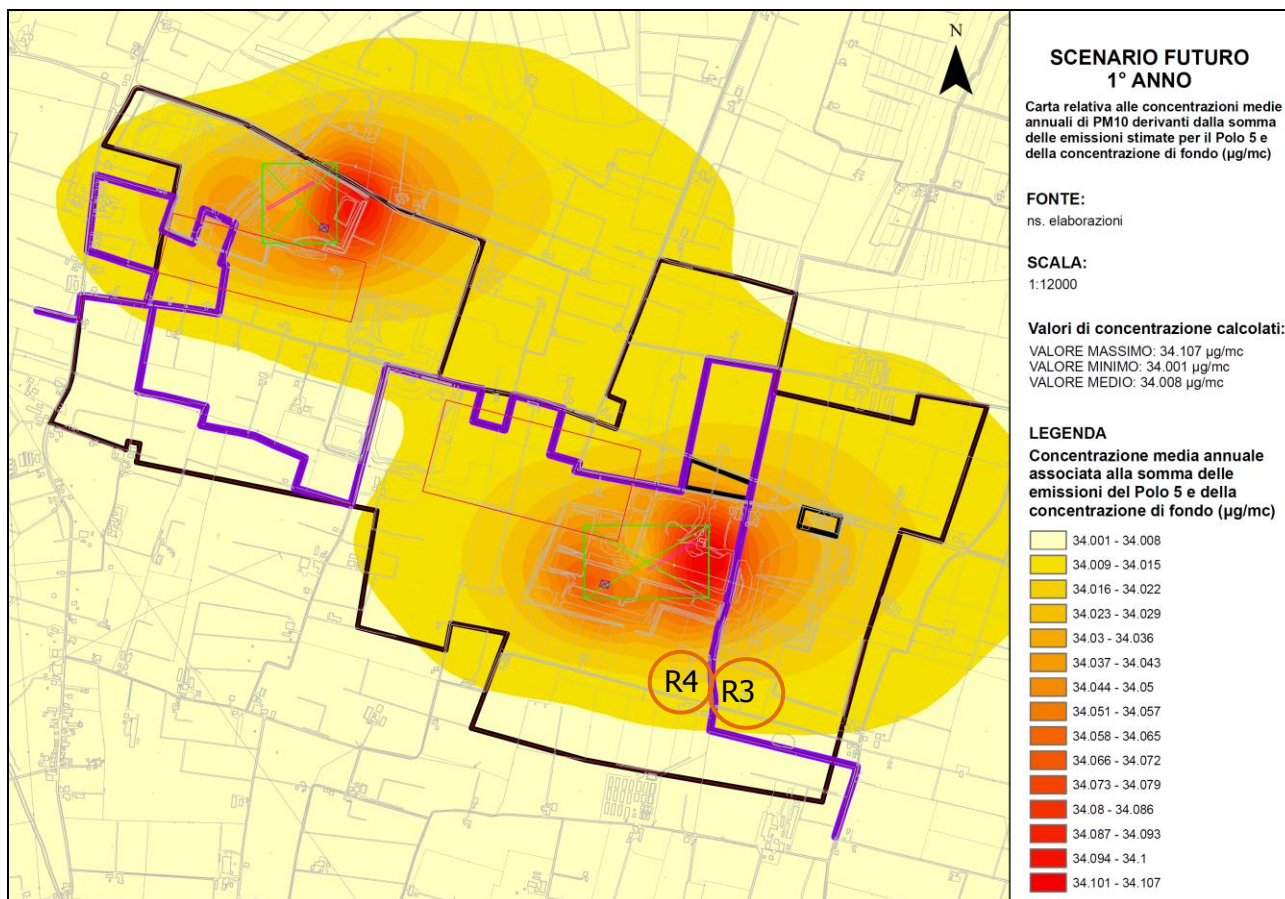 N
R4
R3
SCENARIO FUTURO
1° ANNO
Carta relativa alle concentrazioni medie
annuali di PM10 derivanti dalla somma
delle emissioni stimate per il Polo 5 e
della concentrazione di fondo (µg/mc)
FONTE:
ns. elaborazioni
SCALA:
1:12000
Valori di concentrazione calcolati:
VALORE MASSIMO: 34.107 µg/mc
VALORE MINIMO: 34.001 µg/mc
VALORE MEDIO: 34.008 µg/mc
LEGENDA
Concentrazione media annuale
associata alla somma delle
emissioni del Polo 5 e della
concentrazione di fondo (µg/mc)
34.001 - 34.008
34.009 - 34.015
34.016 - 34.022
34.023 - 34.029
34.03 - 34.036
34.037 - 34.043
34.044 - 34.05
34.051 - 34.057
34.058 - 34.065
34.066 - 34.072
34.073 - 34.079
34.08 - 34.086
34.087 - 34.093
34.094 - 34.1
34.101 - 34.107